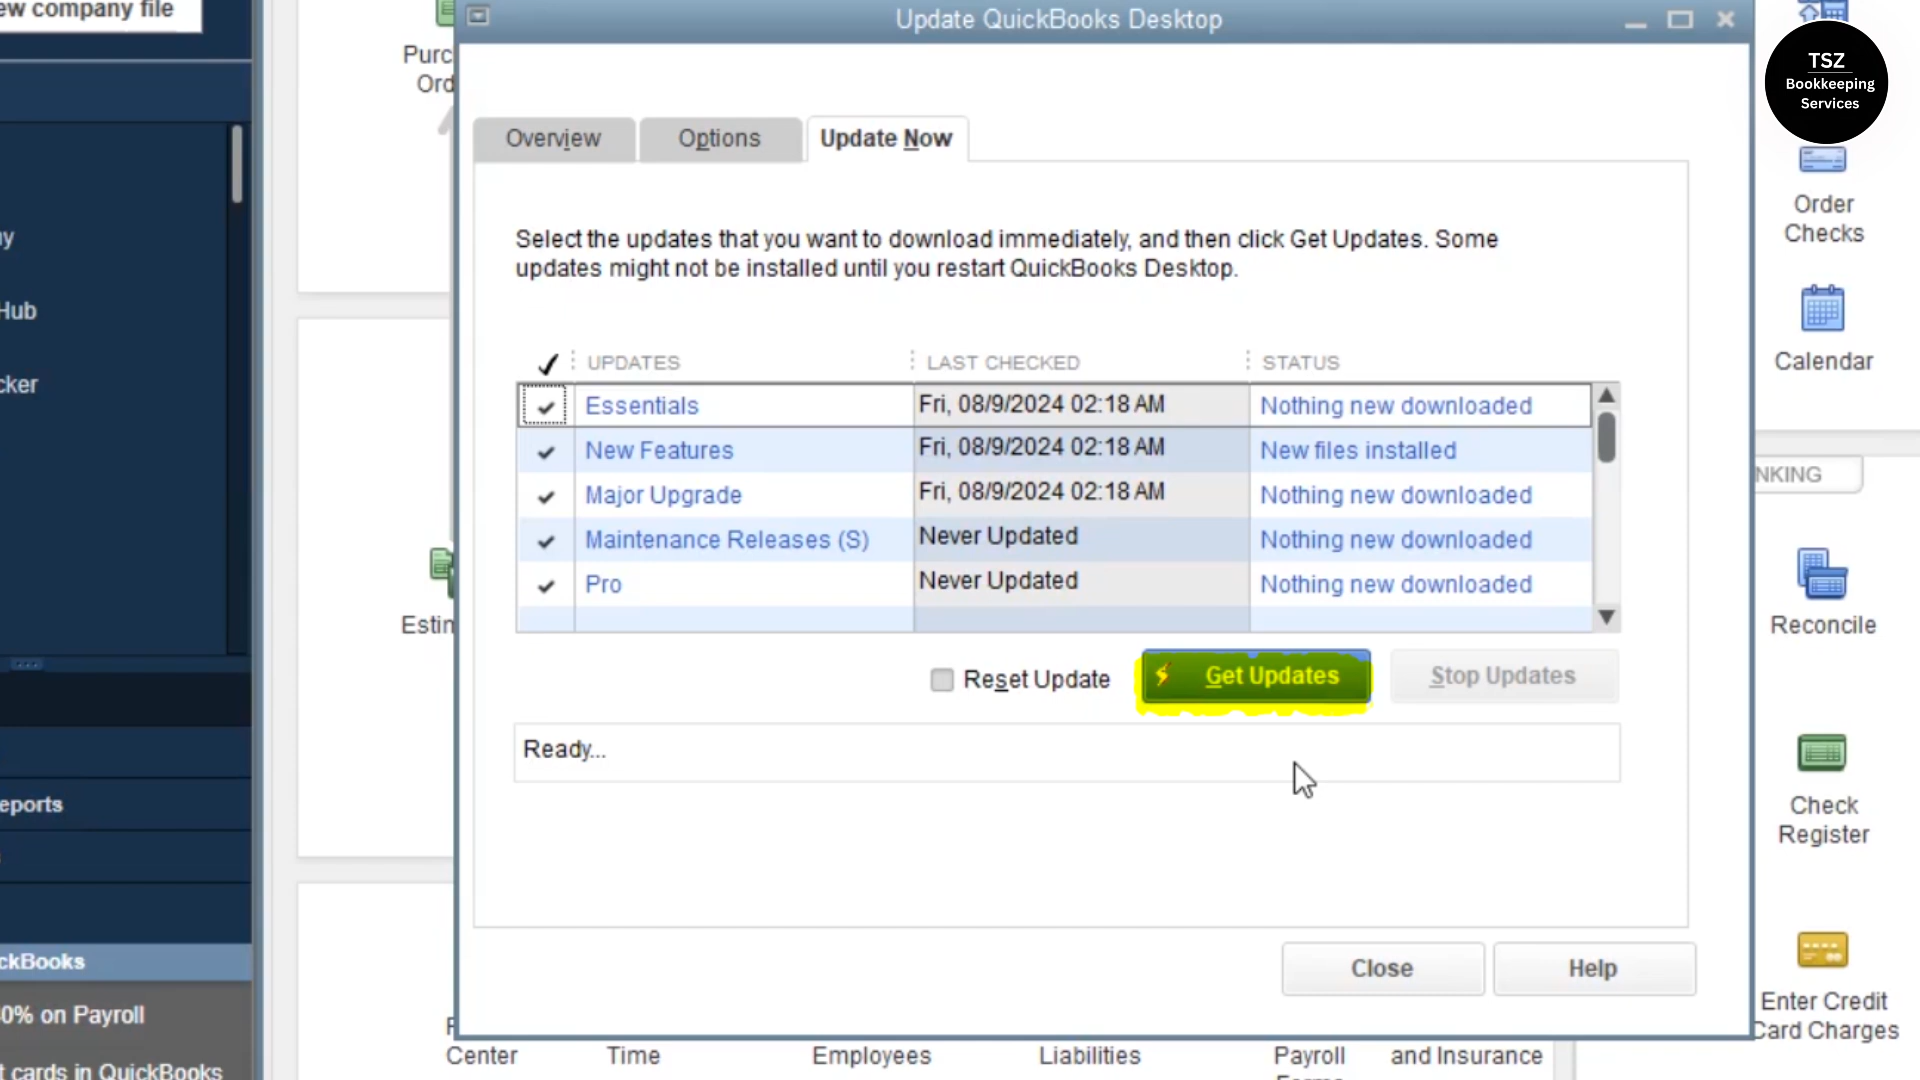 ew company file
Update QuickBooks Desktop
TSZ
Bookkeeping
Services
Purc
Ord
Overview
Options
Update Now
Order
Checks
Select the updates that you want to download immediately, and then click Get Updates. Some
updates might not be installed until you restart QuickBooks Desktop.
Hub
Calendar
UPDATES
LAST CHECKED
STATUS
cker
Essentials
Fri, 08/9/2024 02:18 AM
Nothing new downloaded
New Features
Fri, 08/9/2024 02:18 AM
New files installed
NKING
Major Upgrade
Fri, 08/9/2024 02:18 AM
Nothing new downloaded
Maintenance Releases (S)
Never Updated
Nothing new downloaded
Pro
Never Updated
Nothing new downloaded
Estin
Reconcile
Reset Update
Get Updates
Stop Updates
Ready...
eports
Check
Register
ckBooks
Close
Help
0% on Payroll
Enter Credit
Card Charges
Center
Time
Employees
Liabilities
Payroll
and Insurance
t cards in QuickBooks